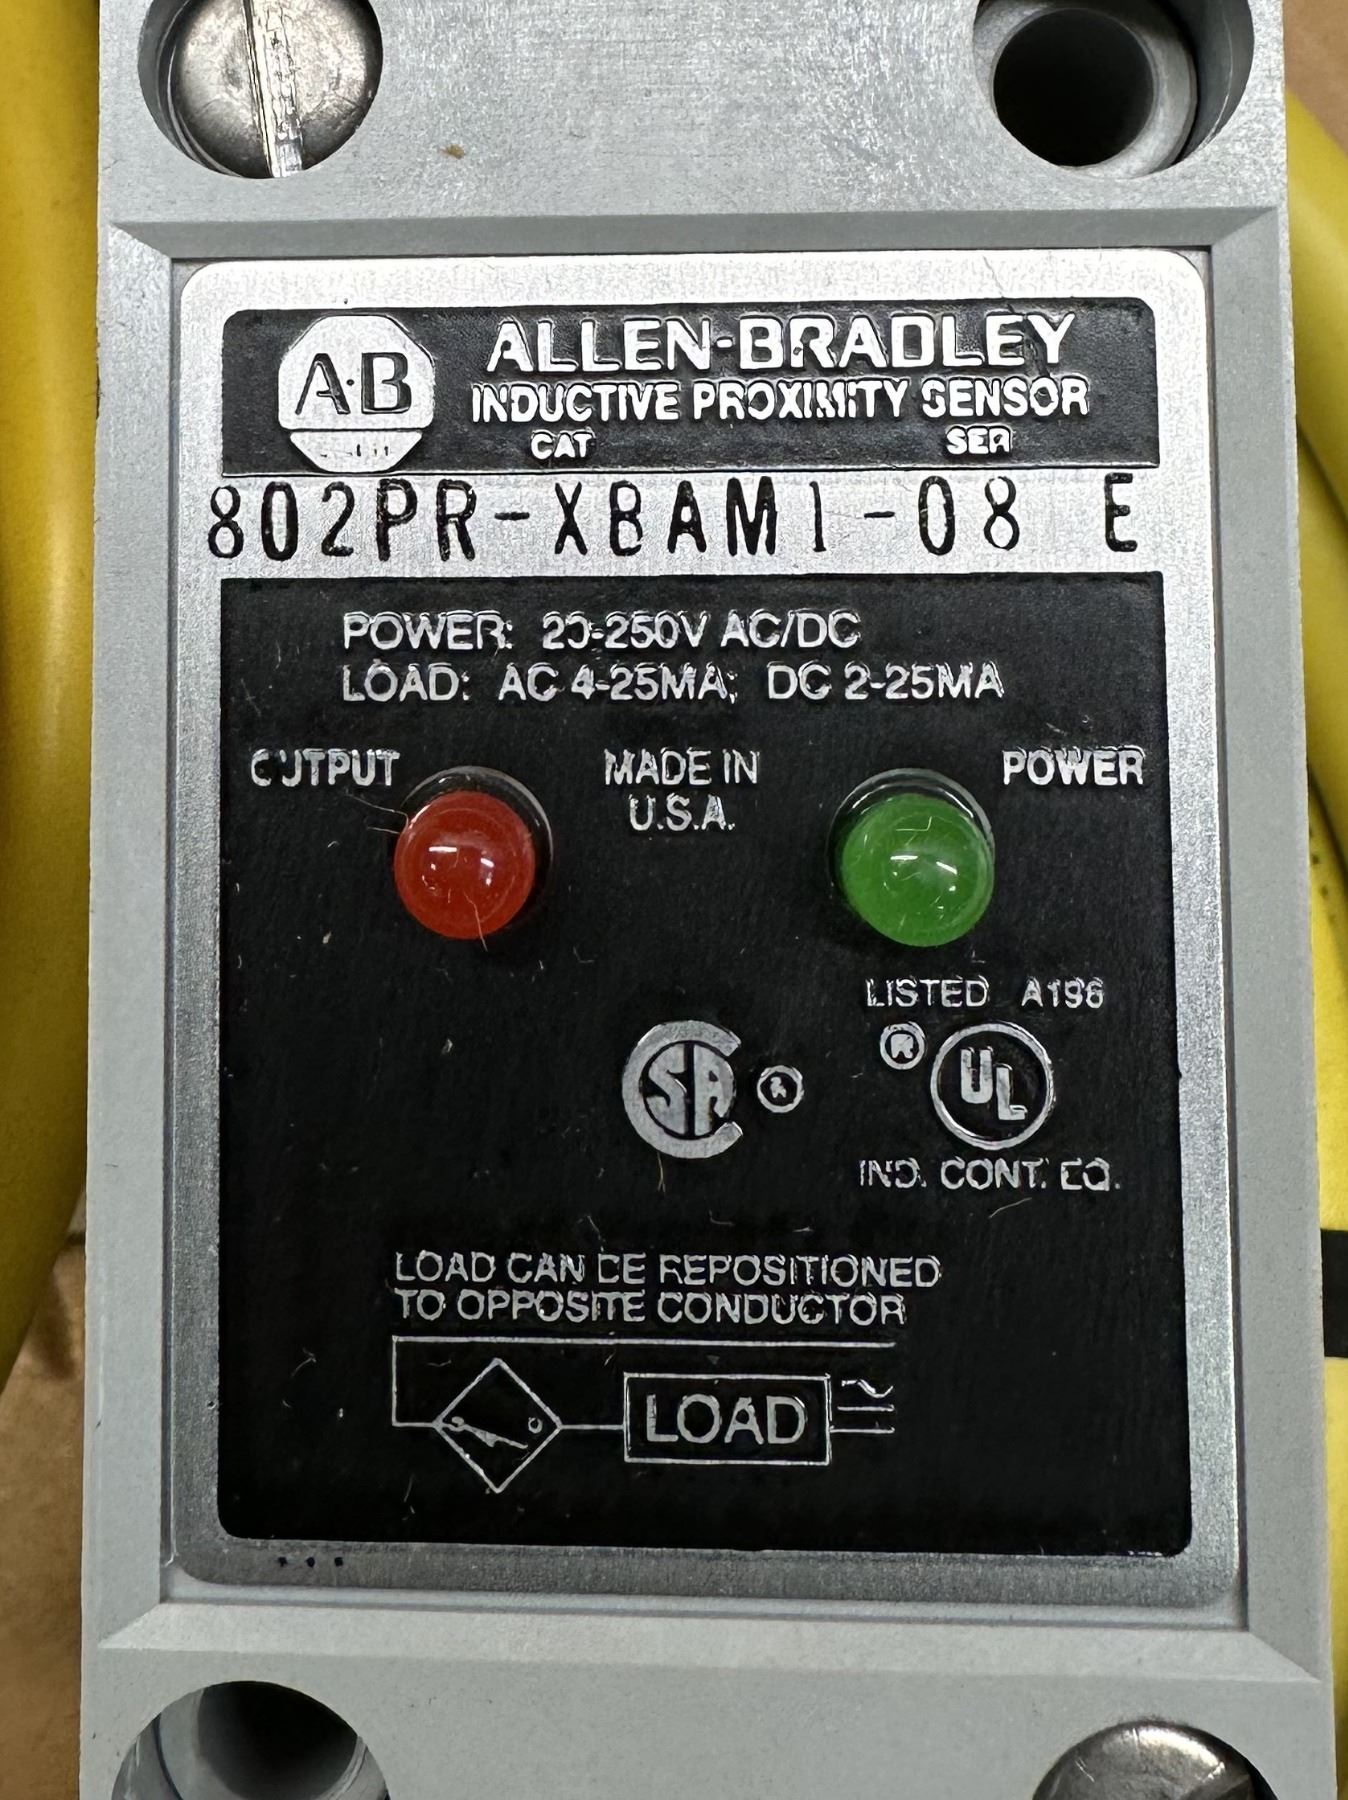 A·B
ALLEN-BRADLEY
INDUCTIVE PROXIMITY SENSOR
CAT SER
802PR-XBAM1-08 E
POWER: 20-250V AC/DC
LOAD: AC 4-25MA; DC 2-25MA
OUTPUT MADE IN POWER
U.S.A.
LISTED A196
CSA ® ® UL
IND. CONT. EQ.
LOAD CAN BE REPOSITIONED
TO OPPOSITE CONDUCTOR
LOAD